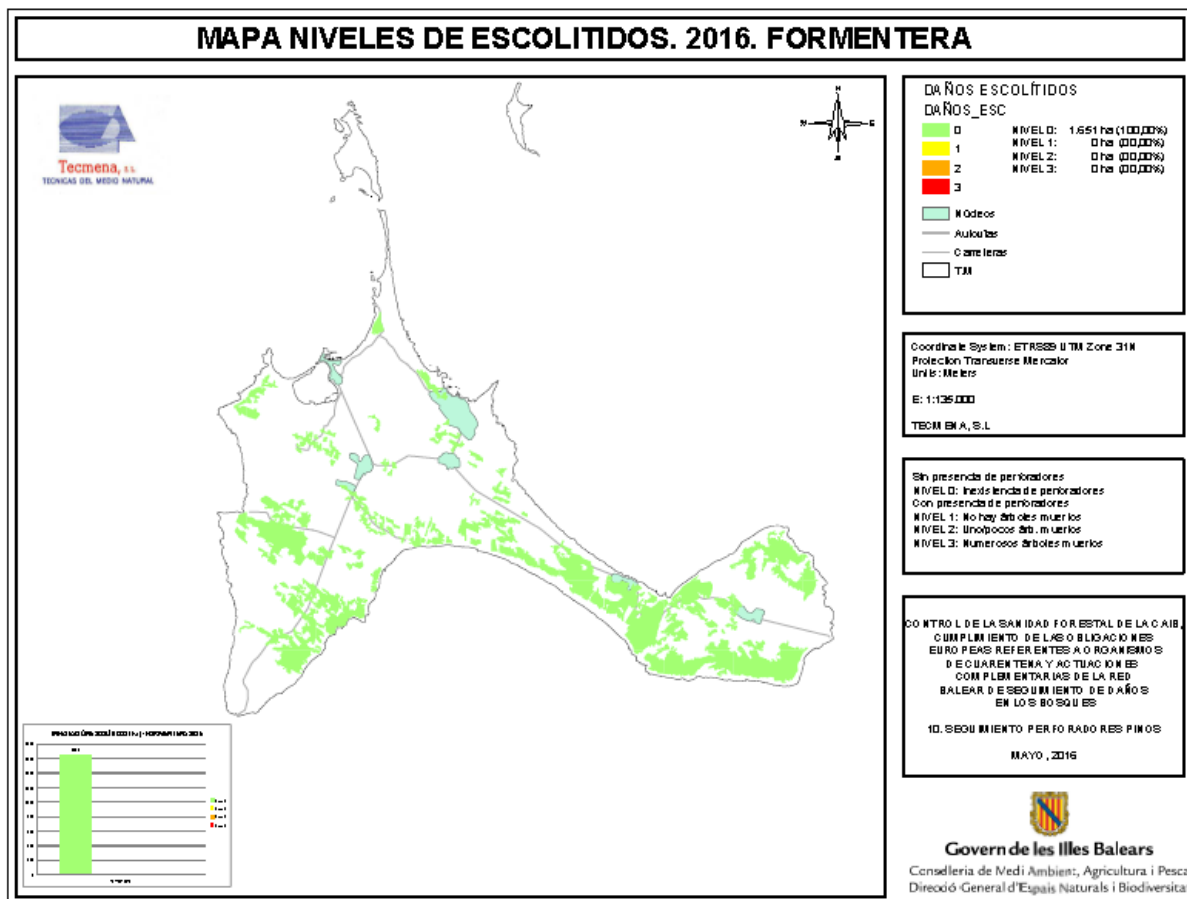 MAPA NIVELES DE ESCOLITIDOS. 2016. FORMENTERA
Tecmena, S.L.
TECNICAS DEL MEDIO NATURAL
N
W E
S
DAÑOS ESCOLÍTIDOS
DAÑOS_ESC
0 NIVEL 0: 1.651 ha (100,00%)
1 NIVEL 1: 0 ha (00,00%)
2 NIVEL 2: 0 ha (00,00%)
3 NIVEL 3: 0 ha (00,00%)
Núcleos
Carreteras
TM
Coordinate System: ETRS89 UTM Zone 31N
Projection Transverse Mercator
Units: Meters
E: 1:135.000
TECMENA, S.L
Sin presencia de perforadores
NIVEL 0: Inexistencia de perforadores
Con presencia de perforadores
NIVEL 1: No hay árboles muertos
NIVEL 2: Uno/pocos árb. muertos
NIVEL 3: Numerosos árboles muertos
CONTROL DE LA SANIDAD FORESTAL DE LA CAIB,
CUMPLIMIENTO DE LAS OBLIGACIONES
EUROPEAS REFERENTES A ORGANISMOS
DE CUARENTENA Y ACTUACIONES
COMPLEMENTARIAS DE LA RED
BALEAR DE SEGUIMIENTO DE DAÑOS
EN LOS BOSQUES
10. SEGUIMIENTO PERFORADORES PINOS
MAYO, 2016
Govern de les Illes Balears
Conselleria de Medi Ambient, Agricultura i Pesca
Direcció General d'Espais Naturals i Biodiversitat